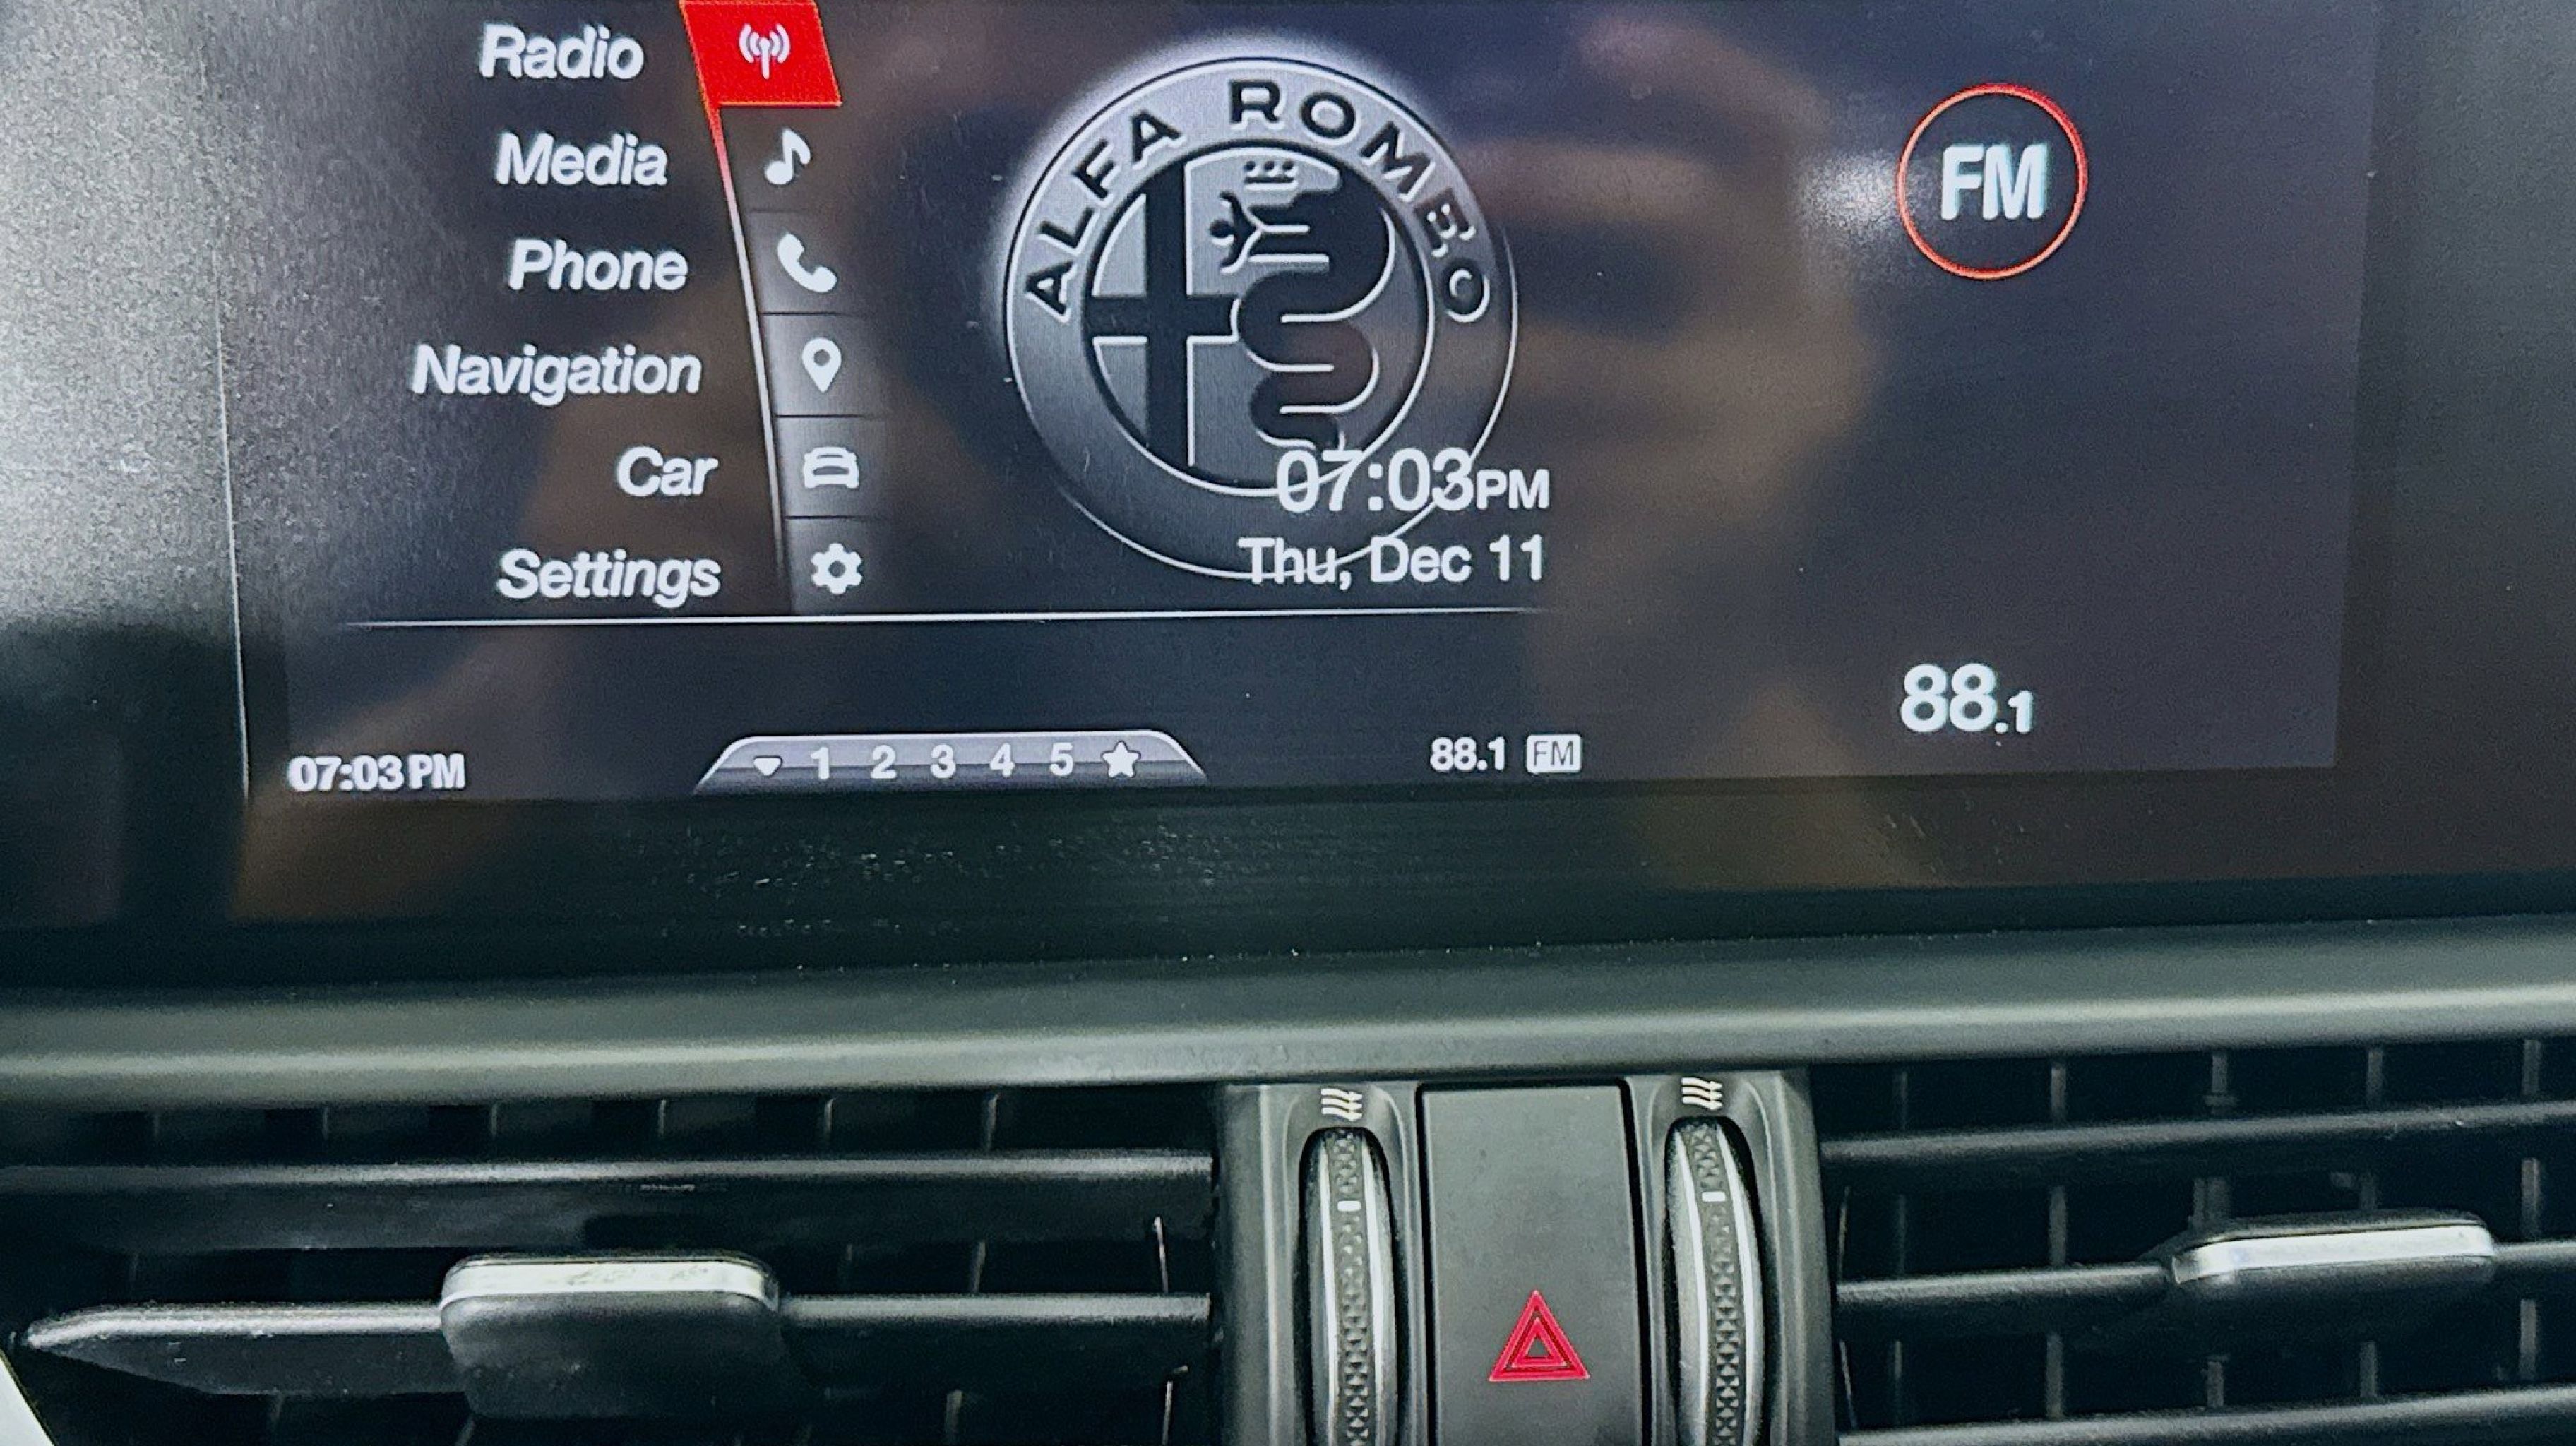 Radio
Media
Phone
Navigation
Car
Settings
ALFA ROMEO
07:03PM
Thu, Dec 11
FM
88.1
07:03 PM
1 2 3 4 5
88.1 FM